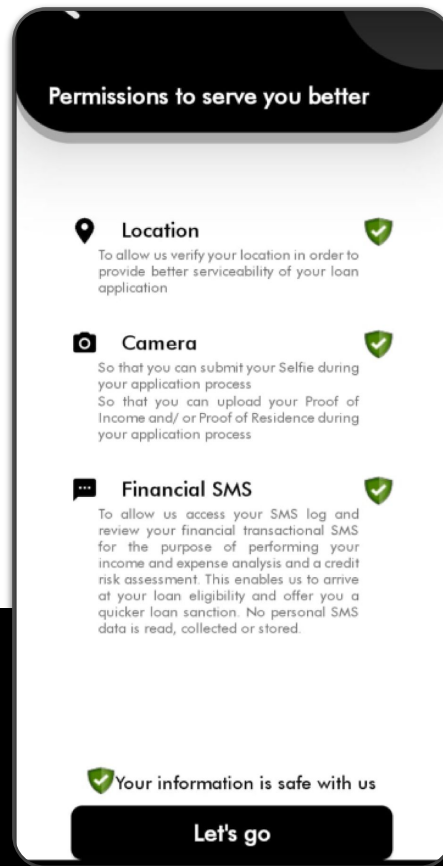 Permissions to serve you better
Location
To allow us verify your location in order to
provide better serviceability of your loan
application
Camera
So that you can submit your Selfie during
your application process
So that you can upload your Proof of
Income and/ or Proof of Residence during
your application process
Financial SMS
To allow us access your SMS log and
review your financial transactional SMS
for the purpose of performing your
income and expense analysis and a credit
risk assessment. This enables us to arrive
at your loan eligibility and offer you a
quicker loan sanction. No personal SMS
data is read, collected or stored.
Your information is safe with us
Let's go